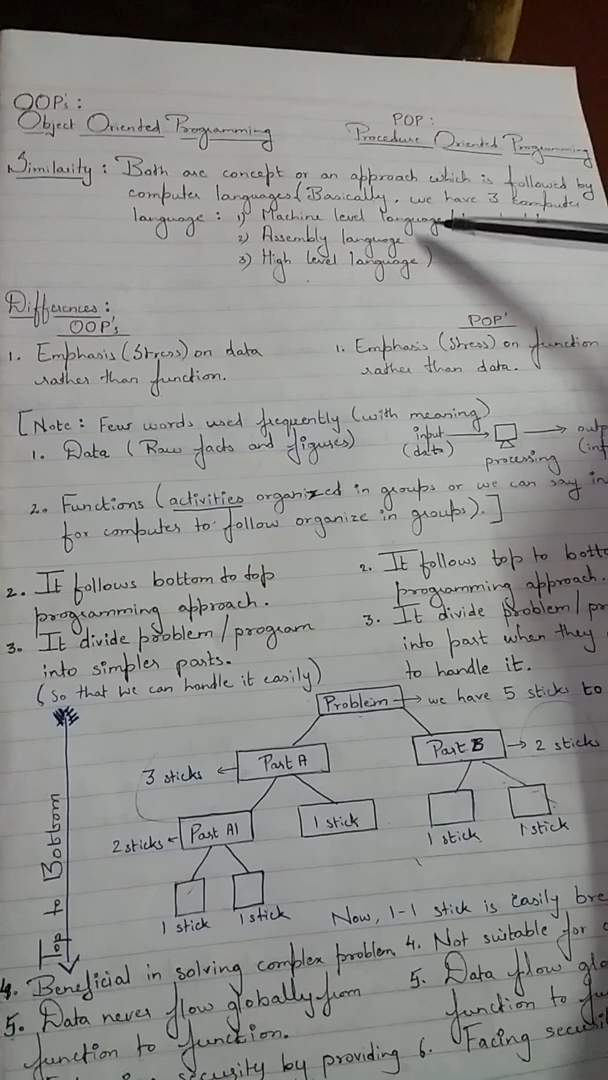 OOP's :
Object Oriented Programming
POP :
Procedure Oriented Programming
Similarity : Both are concept or an approach which is followed by
computer languages (Basically, we have 3 computer
language : 1) Machine level language
2) Assembly language
3) High level language )
Differences :
OOP's
1. Emphasis (Stress) on data
rather than function.
POP'
1. Emphasis (Stress) on function
rather than data.
[Note : Few words used frequently (with meaning)
1. Data (Raw facts and figures)
input (data) → → outp
processing (inf
2. Functions (activities organized in groups or we can say in
for computer to follow organize in groups).]
2. It follows bottom to top
programming approach.
3. It divide problem / program
into simpler parts.
(So that we can handle it easily)
2. It follows top to botto
programming approach.
3. It divide problem / pr
into part when they
to handle it.
Problem → we have 5 sticks to
3 sticks ← Part A
Part B → 2 sticks
2 sticks ← Part A1
1 stick
1 stick
1 stick
1 stick
1 stick
Top to Bottom
Now, 1-1 stick is easily bre
4. Beneficial in solving complex problem
5. Data never flow globally from
function to function.
security by providing
4. Not suitable for c
5. Data flow glo
function to fu
6. Facing securi